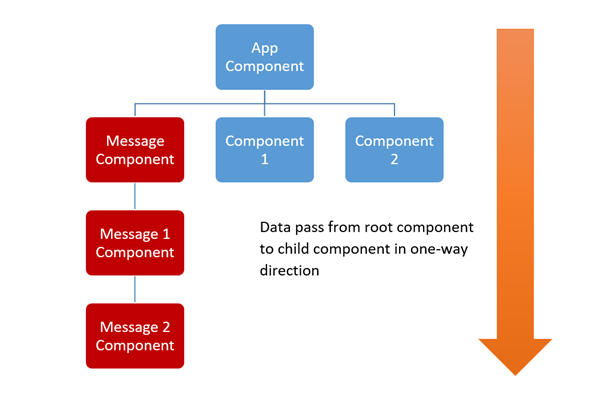 App
Component
Message
Component
Component
1
Component
2
Message 1
Component
Data pass from root component
to child component in one-way
direction
Message 2
Component